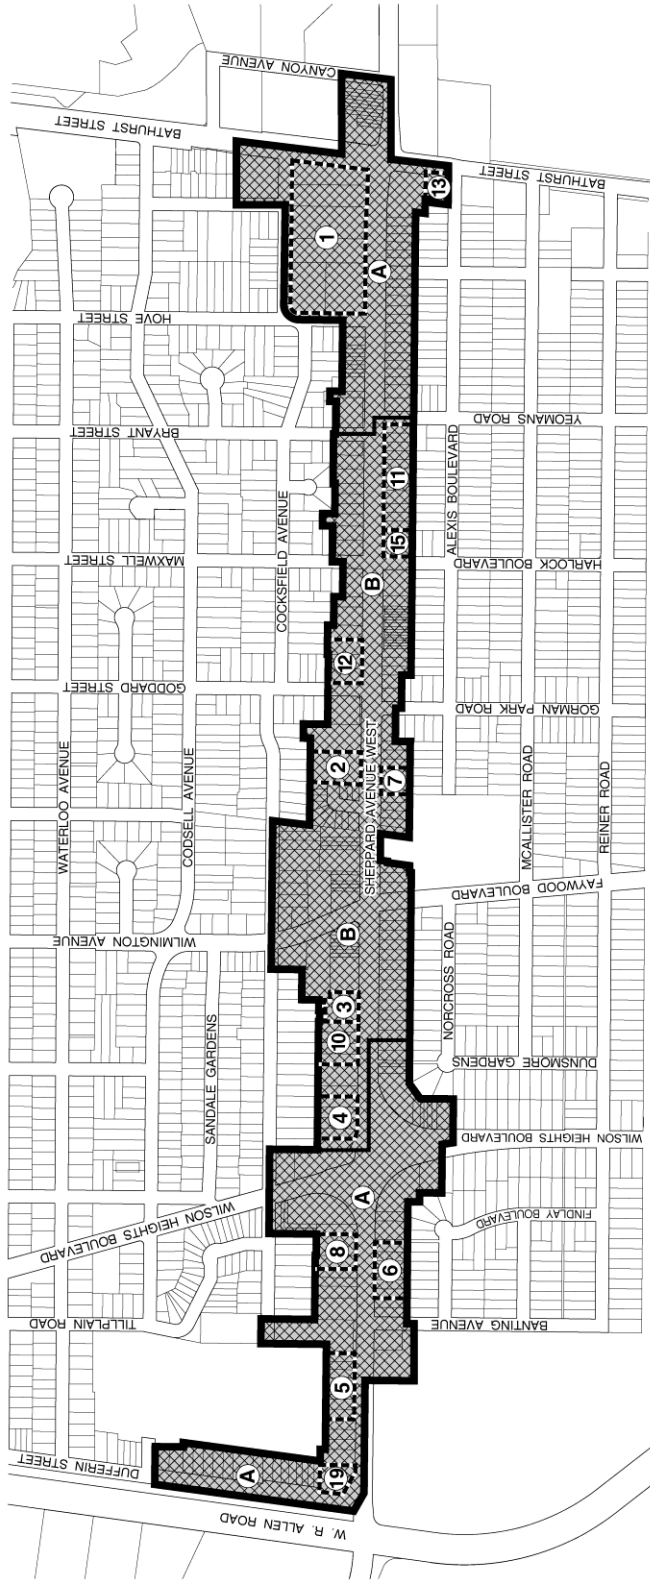 CANYON AVENUE
BATHURST STREET
BATHURST STREET
13
1
A
HOVE STREET
BRYANT STREET
YEOMANS ROAD
11
ALEXIS BOULEVARD
15
COCKSFIELD AVENUE
MAXWELL STREET
HARLOCK BOULEVARD
B
12
GODDARD STREET
GORMAN PARK ROAD
SHEPPARD AVENUE WEST
2
7
WATERLOO AVENUE
CODSELL AVENUE
MCALLISTER ROAD
REINER ROAD
FAYWOOD BOULEVARD
WILMINGTON AVENUE
B
NORCROSS ROAD
3
10
SANDALE GARDENS
DUNSMORE GARDENS
4
WILSON HEIGHTS BOULEVARD
WILSON HEIGHTS BOULEVARD
A
FINDLAY BOULEVARD
8
6
TILLPLAIN ROAD
BANTING AVENUE
5
DUFFERIN STREET
A
19
W. R. ALLEN ROAD